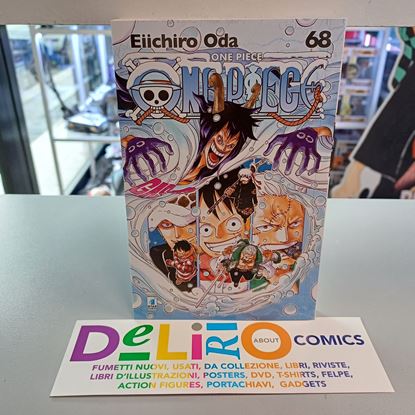 Eiichiro Oda
68
ONE PIECE
ONE PIECE
DeLiRiO ABOUT COMICS
FUMETTI NUOVI, USATI, DA COLLEZIONE, LIBRI, RIVISTE,
LIBRI D'ILLUSTRAZIONI, POSTERS, DVD, T-SHIRTS, FELPE,
ACTION FIGURES, PORTACHIAVI, GADGETS